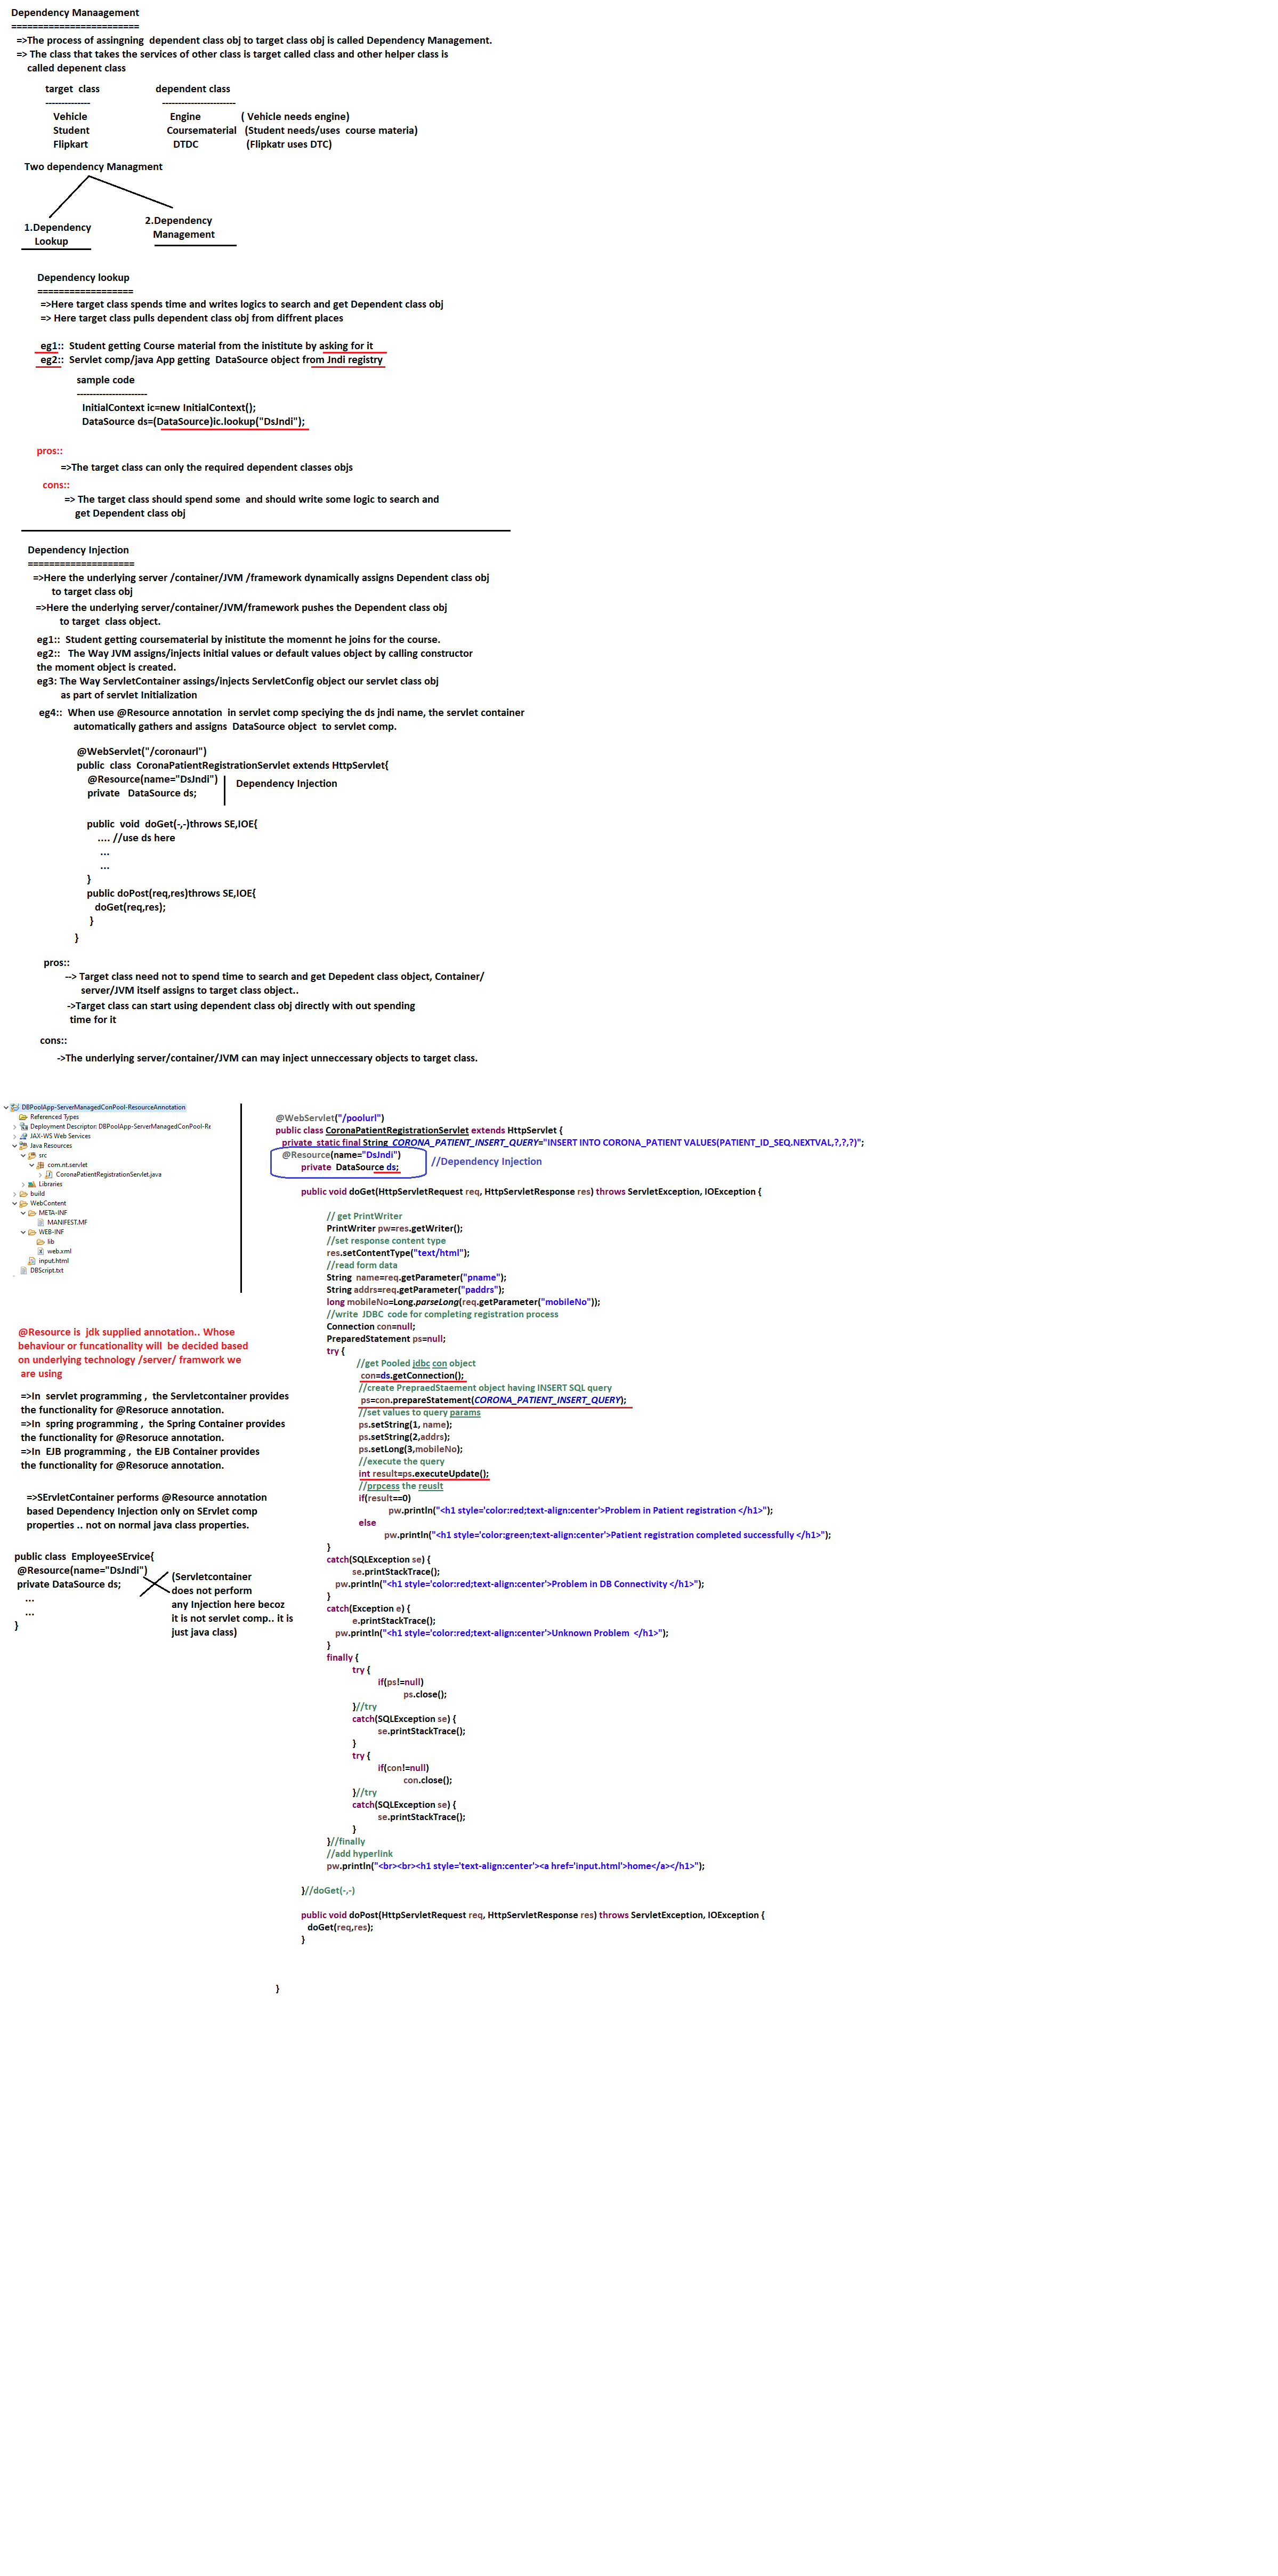 Dependency Manaagement
========================
=>The process of assingning dependent class obj to target class obj is called Dependency Management.
=> The class that takes the services of other class is target called class and other helper class is
called depenent class
target class dependent class
-------------- -----------------------
Vehicle Engine ( Vehicle needs engine)
Student Coursematerial (Student needs/uses course materia)
Flipkart DTDC (Flipkatr uses DTC)
Two dependency Managment
1.Dependency
Lookup
2.Dependency
Management
Dependency lookup
==================
=>Here target class spends time and writes logics to search and get Dependent class obj
=> Here target class pulls dependent class obj from diffrent places
eg1:: Student getting Course material from the inistitute by asking for it
eg2:: Servlet comp/java App getting DataSource object from Jndi registry
sample code
----------------------
InitialContext ic=new InitialContext();
DataSource ds=(DataSource)ic.lookup("DsJndi");
pros::
=>The target class can only the required dependent classes objs
cons::
=> The target class should spend some and should write some logic to search and
get Dependent class obj
Dependency Injection
====================
=>Here the underlying server /container/JVM /framework dynamically assigns Dependent class obj
to target class obj
=>Here the underlying server/container/JVM/framework pushes the Dependent class obj
to target class object.
eg1:: Student getting coursematerial by inistitute the momennt he joins for the course.
eg2:: The Way JVM assigns/injects initial values or default values object by calling constructor
the moment object is created.
eg3: The Way ServletContainer assings/injects ServletConfig object our servlet class obj
as part of servlet Initialization
eg4:: When use @Resource annotation in servlet comp speciying the ds jndi name, the servlet container
automatically gathers and assigns DataSource object to servlet comp.
@WebServlet("/coronaurl")
public class CoronaPatientRegistrationServlet extends HttpServlet{
@Resource(name="DsJndi")
private DataSource ds;
Dependency Injection
public void doGet(-,-)throws SE,IOE{
.... //use ds here
...
...
}
public doPost(req,res)throws SE,IOE{
doGet(req,res);
}
}
pros::
--> Target class need not to spend time to search and get Depedent class object, Container/
server/JVM itself assigns to target class object..
->Target class can start using dependent class obj directly with out spending
time for it
cons::
->The underlying server/container/JVM can may inject unneccessary objects to target class.
DBPoolApp-ServerManagedConPool-ResourceAnnotation
Referenced Types
Deployment Descriptor: DBPoolApp-ServerManagedConPool-Re
JAX-WS Web Services
Java Resources
src
com.nt.servlet
CoronaPatientRegistrationServlet.java
Libraries
build
WebContent
META-INF
MANIFEST.MF
WEB-INF
lib
web.xml
input.html
DBScript.txt
@Resource is jdk supplied annotation.. Whose
behaviour or funcationality will be decided based
on underlying technology /server/ framwork we
are using
=>In servlet programming , the Servletcontainer provides
the functionality for @Resoruce annotation.
=>In spring programming , the Spring Container provides
the functionality for @Resoruce annotation.
=>In EJB programming , the EJB Container provides
the functionality for @Resoruce annotation.
=>SErvletContainer performs @Resource annotation
based Dependency Injection only on SErvlet comp
properties .. not on normal java class properties.
public class EmployeeSErvice{
@Resource(name="DsJndi")
private DataSource ds;
...
...
}
(Servletcontainer
does not perform
any Injection here becoz
it is not servlet comp.. it is
just java class)
@WebServlet("/poolurl")
public class CoronaPatientRegistrationServlet extends HttpServlet {
private static final String CORONA_PATIENT_INSERT_QUERY="INSERT INTO CORONA_PATIENT VALUES(PATIENT_ID_SEQ.NEXTVAL,?,?,?)";
@Resource(name="DsJndi")
private DataSource ds;
//Dependency Injection
public void doGet(HttpServletRequest req, HttpServletResponse res) throws ServletException, IOException {
// get PrintWriter
PrintWriter pw=res.getWriter();
//set response content type
res.setContentType("text/html");
//read form data
String name=req.getParameter("pname");
String addrs=req.getParameter("paddrs");
long mobileNo=Long.parseLong(req.getParameter("mobileNo"));
//write JDBC code for completing registration process
Connection con=null;
PreparedStatement ps=null;
try {
//get Pooled jdbc con object
con=ds.getConnection();
//create PrepraedStaement object having INSERT SQL query
ps=con.prepareStatement(CORONA_PATIENT_INSERT_QUERY);
//set values to query params
ps.setString(1, name);
ps.setString(2,addrs);
ps.setLong(3,mobileNo);
//execute the query
int result=ps.executeUpdate();
//prpcess the reuslt
if(result==0)
pw.println("<h1 style='color:red;text-align:center'>Problem in Patient registration </h1>");
else
pw.println("<h1 style='color:green;text-align:center'>Patient registration completed successfully </h1>");
}
catch(SQLException se) {
se.printStackTrace();
pw.println("<h1 style='color:red;text-align:center'>Problem in DB Connectivity </h1>");
}
catch(Exception e) {
e.printStackTrace();
pw.println("<h1 style='color:red;text-align:center'>Unknown Problem </h1>");
}
finally {
try {
if(ps!=null)
ps.close();
}//try
catch(SQLException se) {
se.printStackTrace();
}
try {
if(con!=null)
con.close();
}//try
catch(SQLException se) {
se.printStackTrace();
}
}//finally
//add hyperlink
pw.println("<br><br><h1 style='text-align:center'><a href='input.html'>home</a></h1>");
}//doGet(-,-)
public void doPost(HttpServletRequest req, HttpServletResponse res) throws ServletException, IOException {
doGet(req,res);
}
}